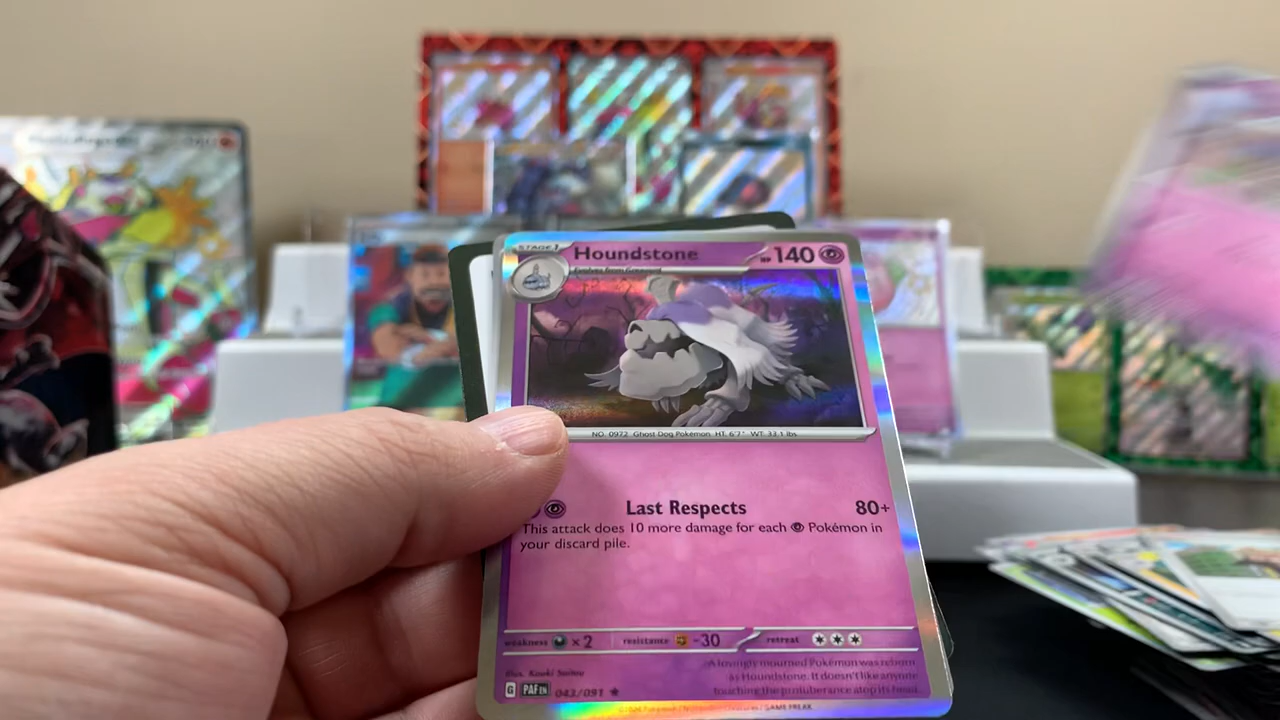 STAGE 1 Houndstone HP 140
Evolves from Greavard
NO. 0972 Ghost Dog Pokémon HT: 6'7" WT: 33.1 lbs
Last Respects 80+
This attack does 10 more damage for each Pokémon in
your discard pile.
weakness ×2 resistance -30 retreat
A lovingly mourned Pokémon was reborn
as Houndstone. It doesn't like anyone
touching the protuberance atop its head.
Illus. Kouki Saitou
G PAF EN 043/091 ★
GAME FREAK